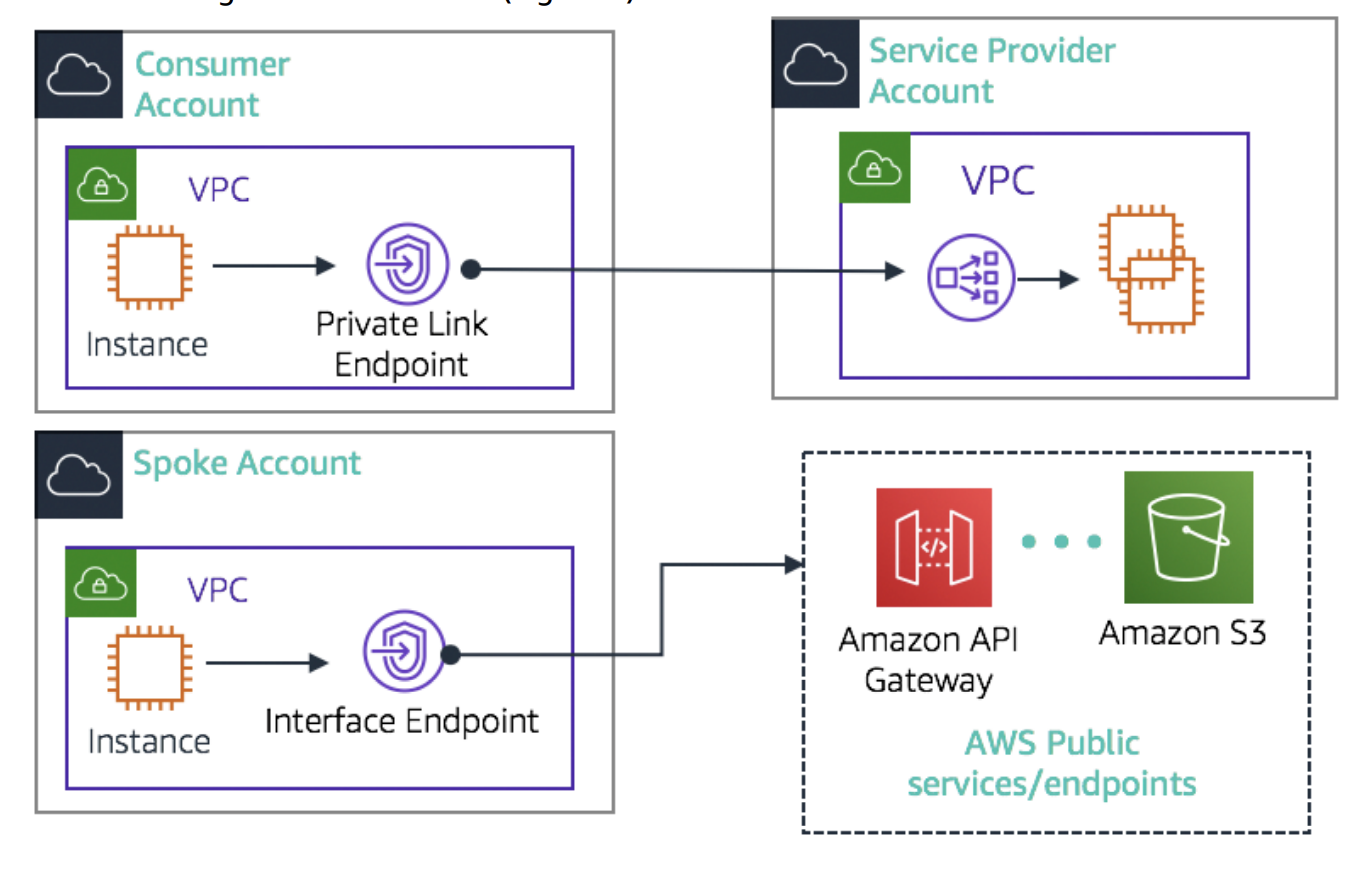 Consumer
Account
VPC
Instance
Private Link
Endpoint
Service Provider
Account
VPC
Spoke Account
VPC
Instance
Interface Endpoint
</>
Amazon API
Gateway
Amazon S3
AWS Public
services/endpoints